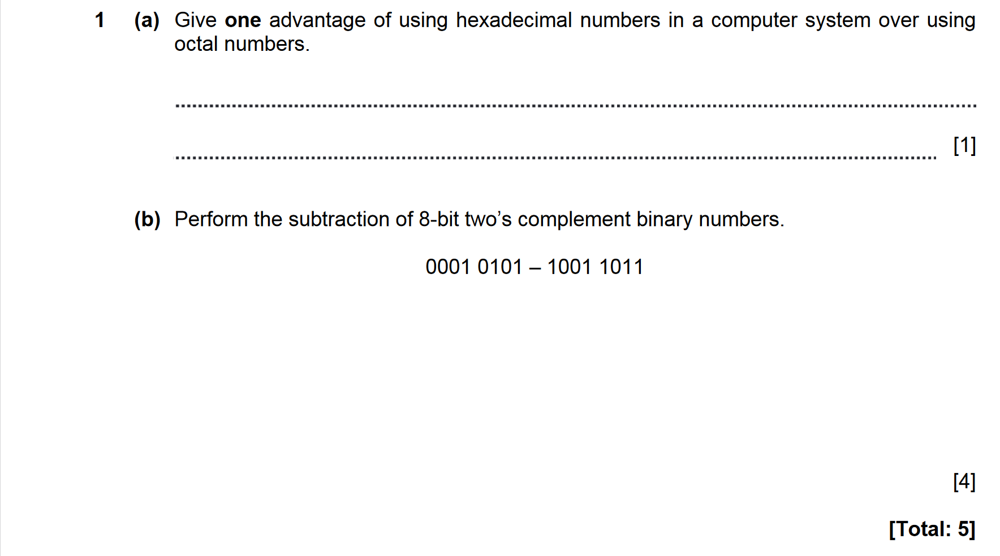 1 (a) Give one advantage of using hexadecimal numbers in a computer system over using
octal numbers.
[1]
(b) Perform the subtraction of 8-bit two’s complement binary numbers.
0001 0101 – 1001 1011
[4]
[Total: 5]